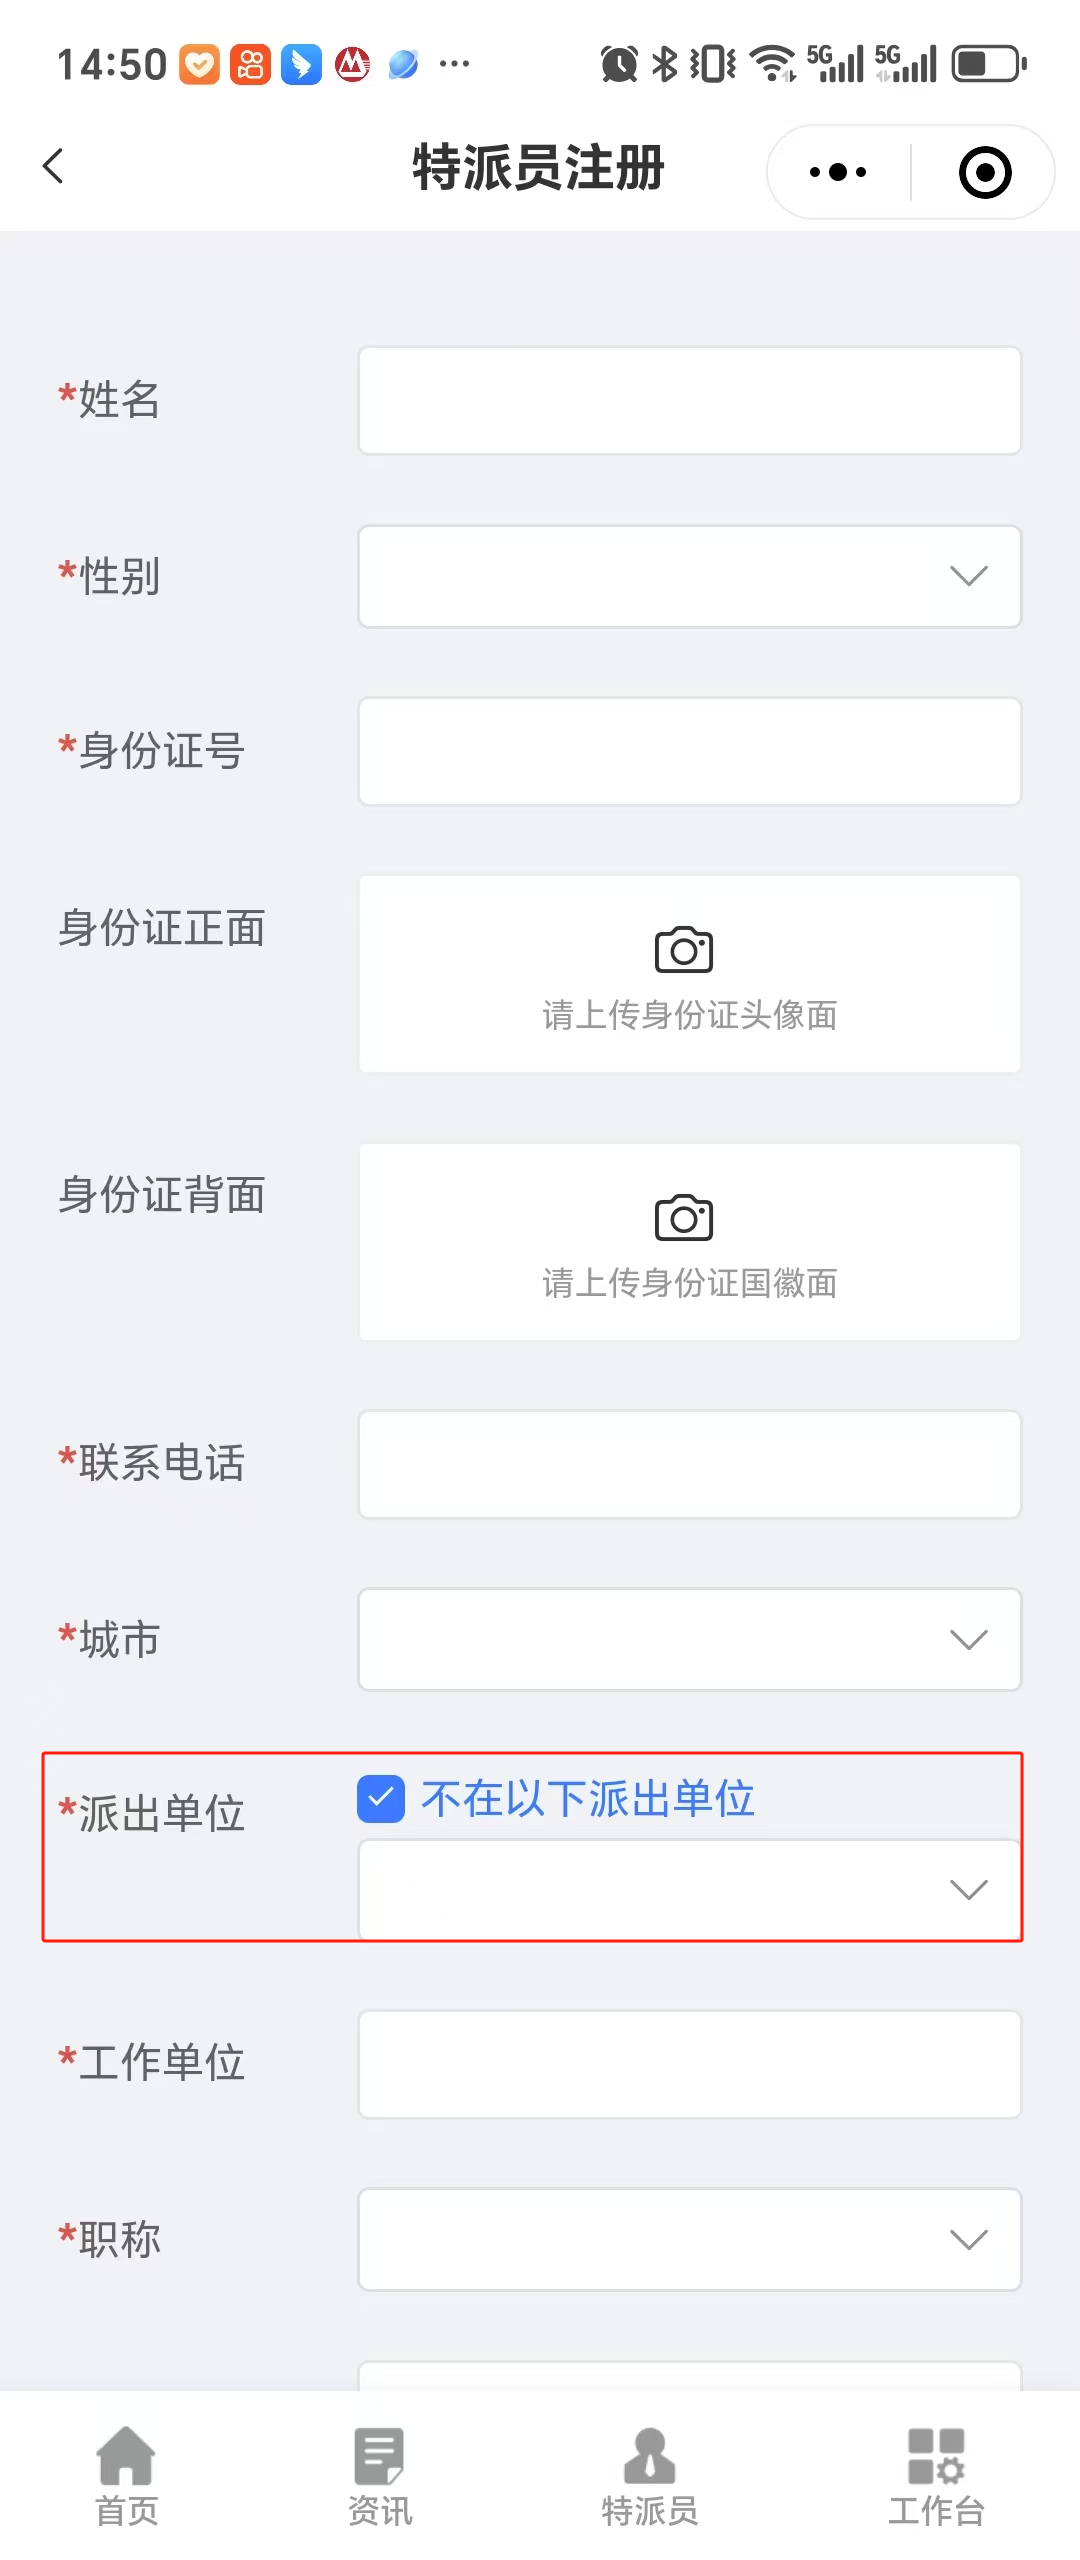 14:50
5G 5G
特派员注册
*姓名
*性别
*身份证号
身份证正面
请上传身份证头像面
身份证背面
请上传身份证国徽面
*联系电话
*城市
*派出单位
不在以下派出单位
*工作单位
*职称
首页 资讯 特派员 工作台